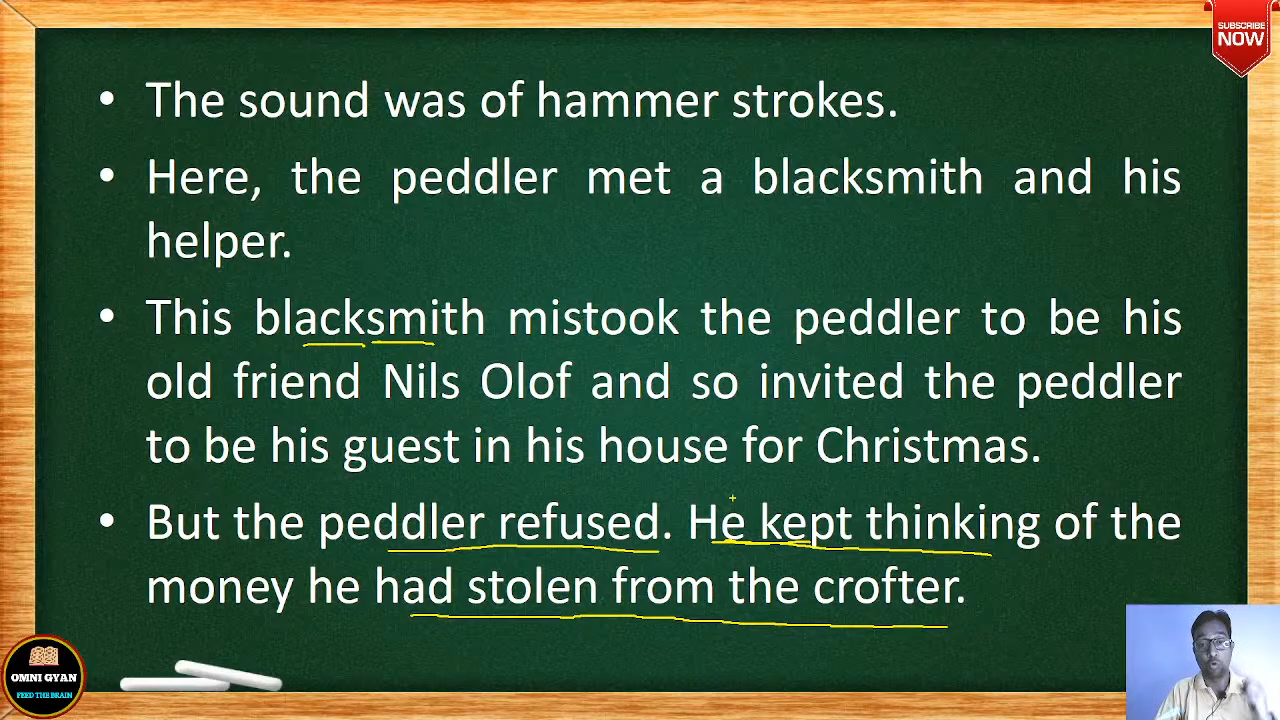 SUBSCRIBE
NOW
• The sound was of hammer strokes.
• Here, the peddler met a blacksmith and his
helper.
• This blacksmith mistook the peddler to be his
old friend Nils Olof and so invited the peddler
to be his guest in his house for Christmas.
• But the peddler refused. He kept thinking of the
money he had stolen from the crofter.
OMNI GYAN
FEED THE BRAIN